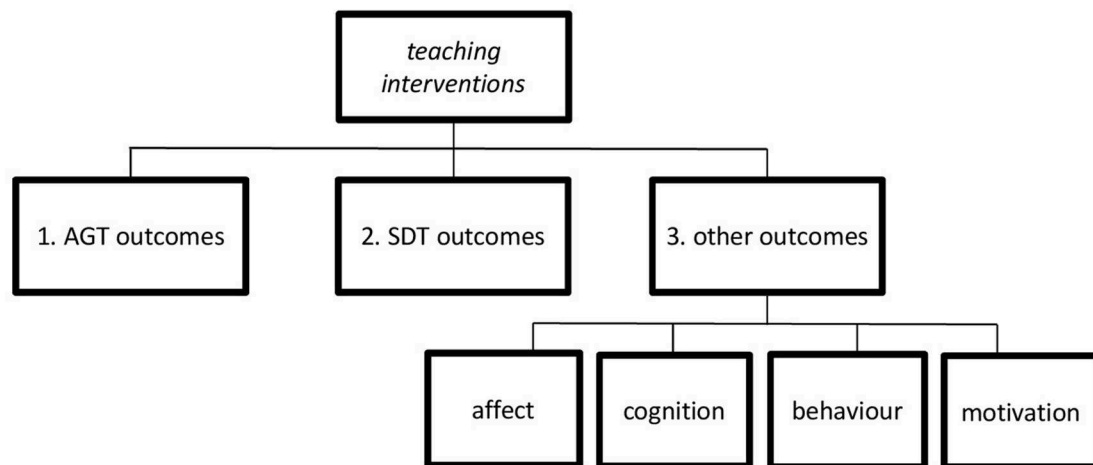 teaching
interventions
1. AGT outcomes
2. SDT outcomes
3. other outcomes
affect
cognition
behaviour
motivation